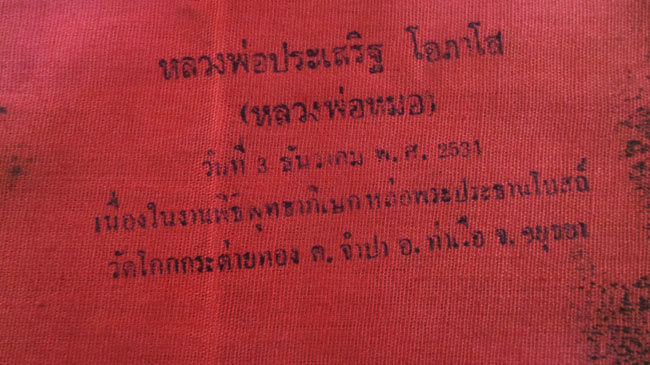 หลวงพ่อประเสริฐ โอภาโส
(หลวงพ่อหมอ)
วันที่ 3 ธันวาคม พ.ศ. 2531
เนื่องในงานพิธีพุทธาภิเษกหล่อพระประธานโบสถ์
วัดโกกกระต่ายทอง ต. จำปา อ. ท่าเรือ จ. อยุธยา